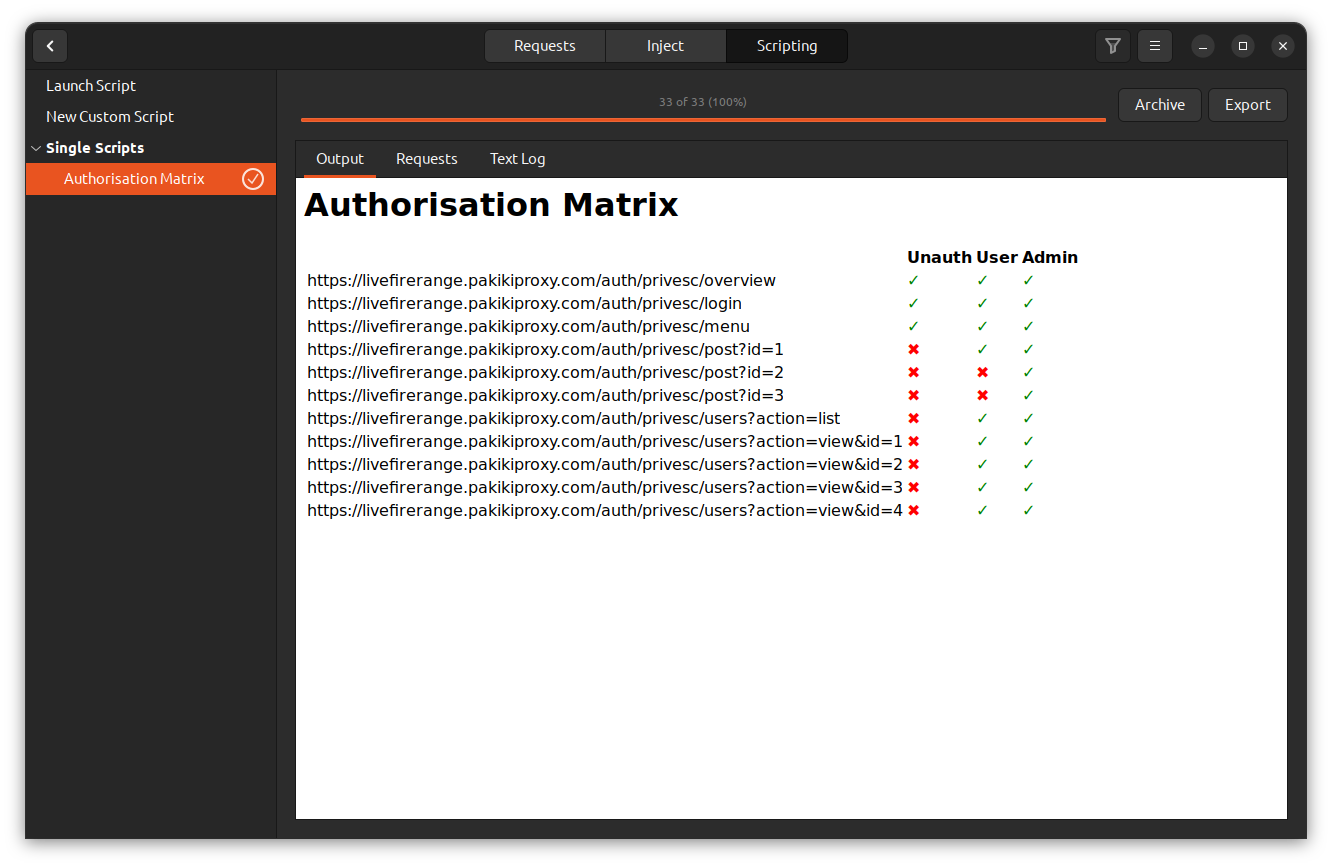 Requests Inject Scripting
Launch Script
New Custom Script
Single Scripts
Authorisation Matrix
33 of 33 (100%)
Archive Export
Output Requests Text Log
Authorisation Matrix
Unauth User Admin
https://livefirerange.pakikiproxy.com/auth/privesc/overview ✓ ✓ ✓
https://livefirerange.pakikiproxy.com/auth/privesc/login ✓ ✓ ✓
https://livefirerange.pakikiproxy.com/auth/privesc/menu ✓ ✓ ✓
https://livefirerange.pakikiproxy.com/auth/privesc/post?id=1 ✖ ✓ ✓
https://livefirerange.pakikiproxy.com/auth/privesc/post?id=2 ✖ ✖ ✓
https://livefirerange.pakikiproxy.com/auth/privesc/post?id=3 ✖ ✖ ✓
https://livefirerange.pakikiproxy.com/auth/privesc/users?action=list ✖ ✓ ✓
https://livefirerange.pakikiproxy.com/auth/privesc/users?action=view&id=1 ✖ ✓ ✓
https://livefirerange.pakikiproxy.com/auth/privesc/users?action=view&id=2 ✖ ✓ ✓
https://livefirerange.pakikiproxy.com/auth/privesc/users?action=view&id=3 ✖ ✓ ✓
https://livefirerange.pakikiproxy.com/auth/privesc/users?action=view&id=4 ✖ ✓ ✓